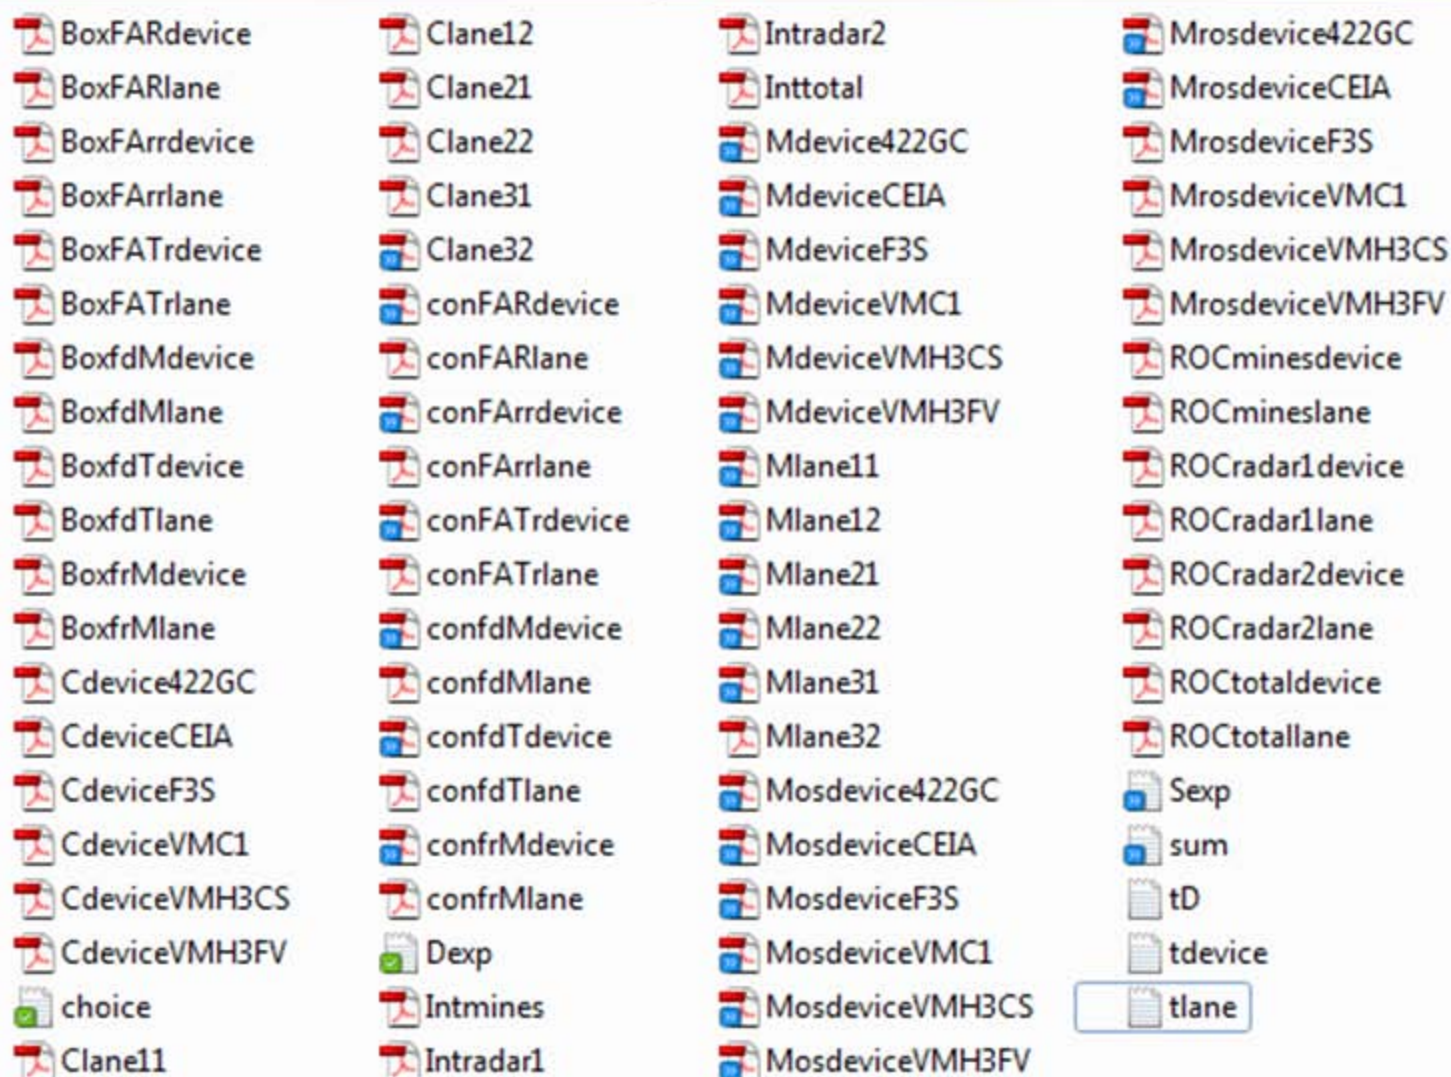 BoxFARdevice
BoxFARlane
BoxFArrdevice
BoxFArrlane
BoxFATrdevice
BoxFATrlane
BoxfdMdevice
BoxfdMlane
BoxfdTdevice
BoxfdTlane
BoxfrMdevice
BoxfrMlane
Cdevice422GC
CdeviceCEIA
CdeviceF3S
CdeviceVMC1
CdeviceVMH3CS
CdeviceVMH3FV
choice
Clane11
Clane12
Clane21
Clane22
Clane31
Clane32
conFARdevice
conFARlane
conFArrdevice
conFArrlane
conFATrdevice
conFATrlane
confdMdevice
confdMlane
confdTdevice
confdTlane
confrMdevice
confrMlane
Dexp
Intmines
Intradar1
Intradar2
Inttotal
Mdevice422GC
MdeviceCEIA
MdeviceF3S
MdeviceVMC1
MdeviceVMH3CS
MdeviceVMH3FV
Mlane11
Mlane12
Mlane21
Mlane22
Mlane31
Mlane32
Mosdevice422GC
MosdeviceCEIA
MosdeviceF3S
MosdeviceVMC1
MosdeviceVMH3CS
MosdeviceVMH3FV
Mrosdevice422GC
MrosdeviceCEIA
MrosdeviceF3S
MrosdeviceVMC1
MrosdeviceVMH3CS
MrosdeviceVMH3FV
ROCminesdevice
ROCmineslane
ROCradar1device
ROCradar1lane
ROCradar2device
ROCradar2lane
ROCtotaldevice
ROCtotallane
Sexp
sum
tD
tdevice
tlane